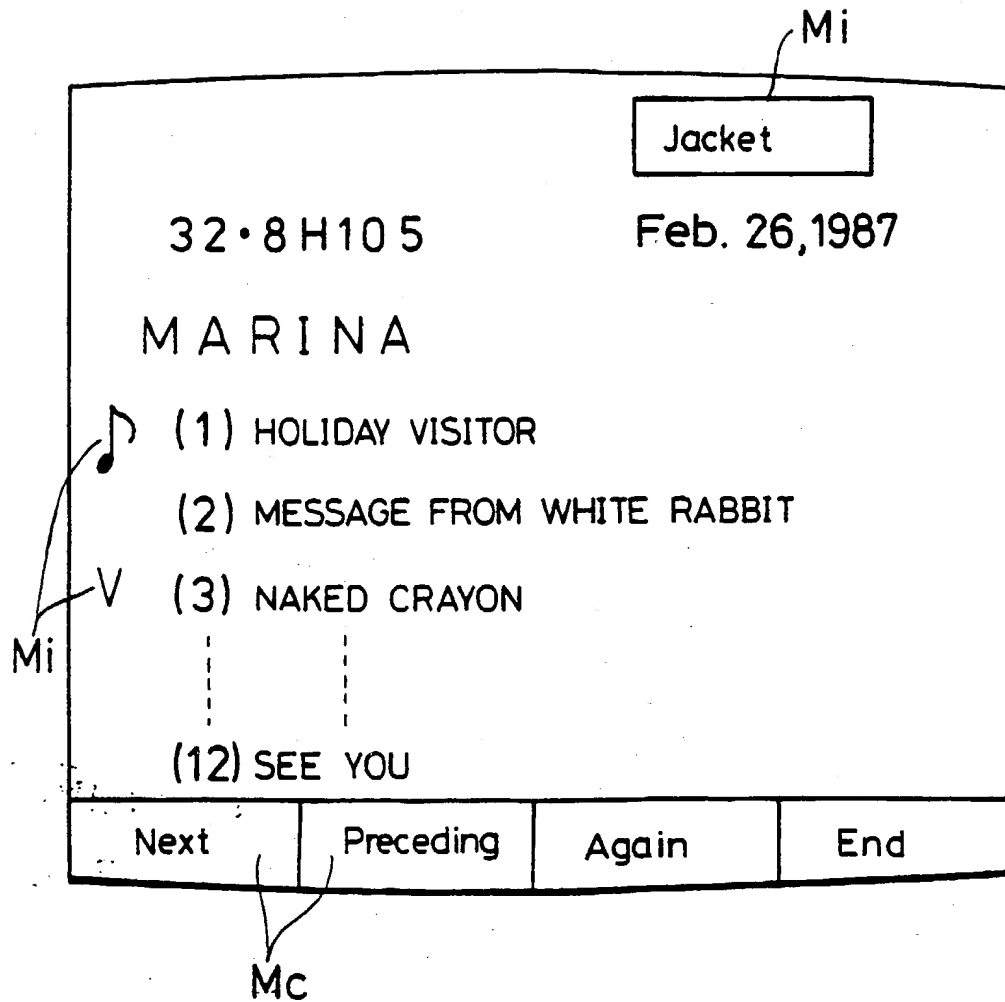 Mi
Jacket
32·8H105 Feb. 26,1987
MARINA
(1) HOLIDAY VISITOR
(2) MESSAGE FROM WHITE RABBIT
V (3) NAKED CRAYON
Mi
(12) SEE YOU
Next Preceding Again End
Mc